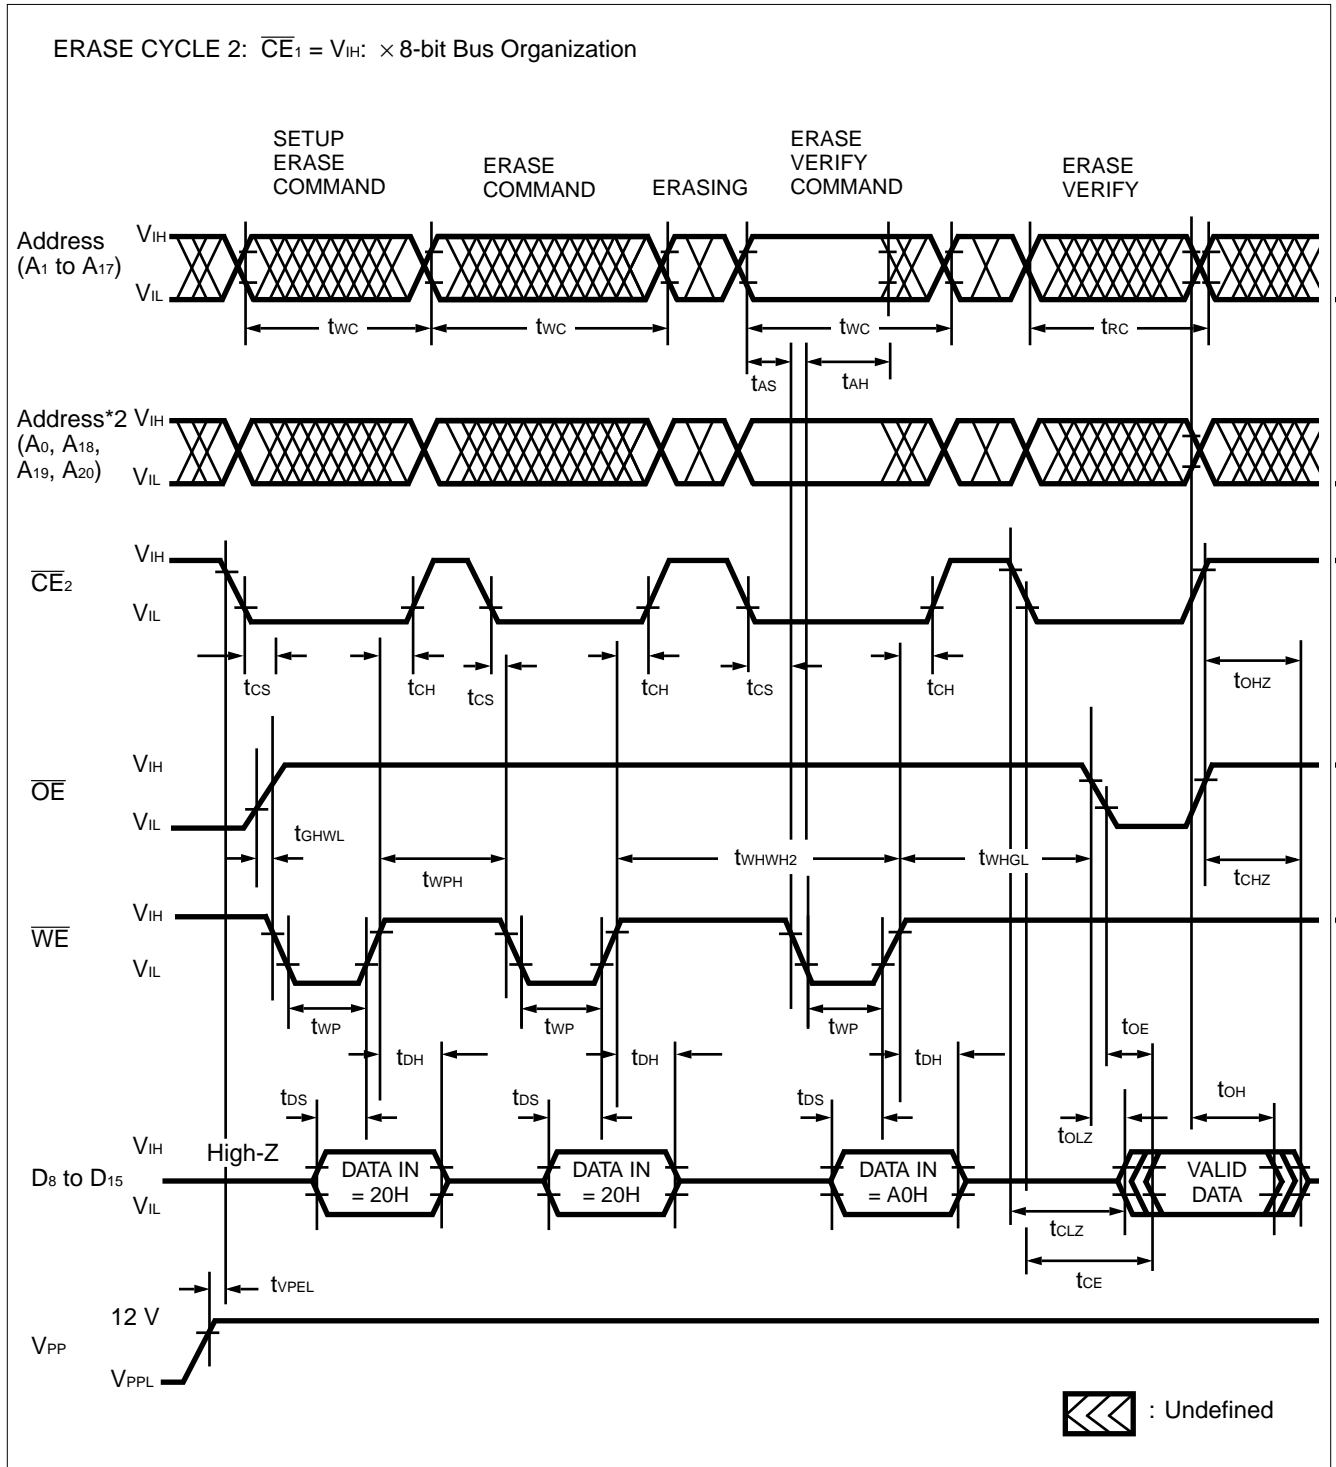 ERASE CYCLE 2: CE1 = VIH: × 8-bit Bus Organization
SETUP
ERASE
COMMAND
ERASE
COMMAND
ERASING
ERASE
VERIFY
COMMAND
ERASE
VERIFY
Address
(A1 to A17)
VIH
VIL
tWC
tWC
tWC
tRC
tAS
tAH
Address*2
(A0, A18,
A19, A20)
VIH
VIL
CE2
VIH
VIL
tCS
tCH
tCS
tCH
tCS
tCH
tOHZ
OE
VIH
VIL
tGHWL
tWPH
tWHWH2
tWHGL
tCHZ
WE
VIH
VIL
tWP
tWP
tWP
tOE
tDH
tDH
tDH
tDS
tDS
tDS
tOH
tOLZ
D8 to D15
VIH
VIL
High-Z
DATA IN
= 20H
DATA IN
= 20H
DATA IN
= A0H
VALID
DATA
tCLZ
tCE
tVPEL
VPP
12 V
VPPL
: Undefined